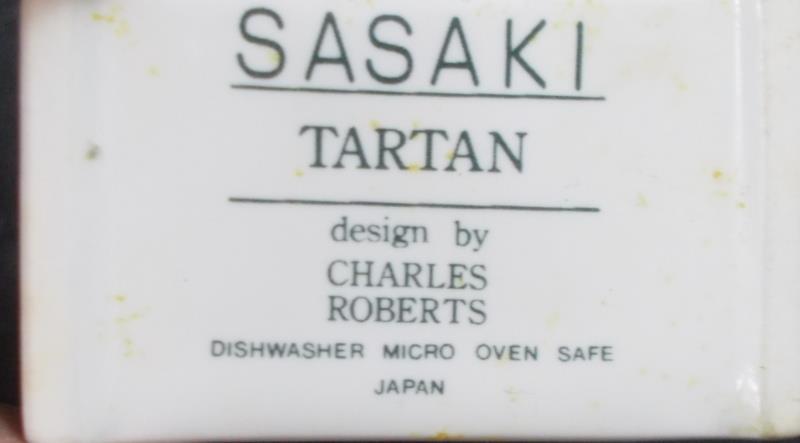 SASAKI
TARTAN
design by
CHARLES
ROBERTS
DISHWASHER MICRO OVEN SAFE
JAPAN